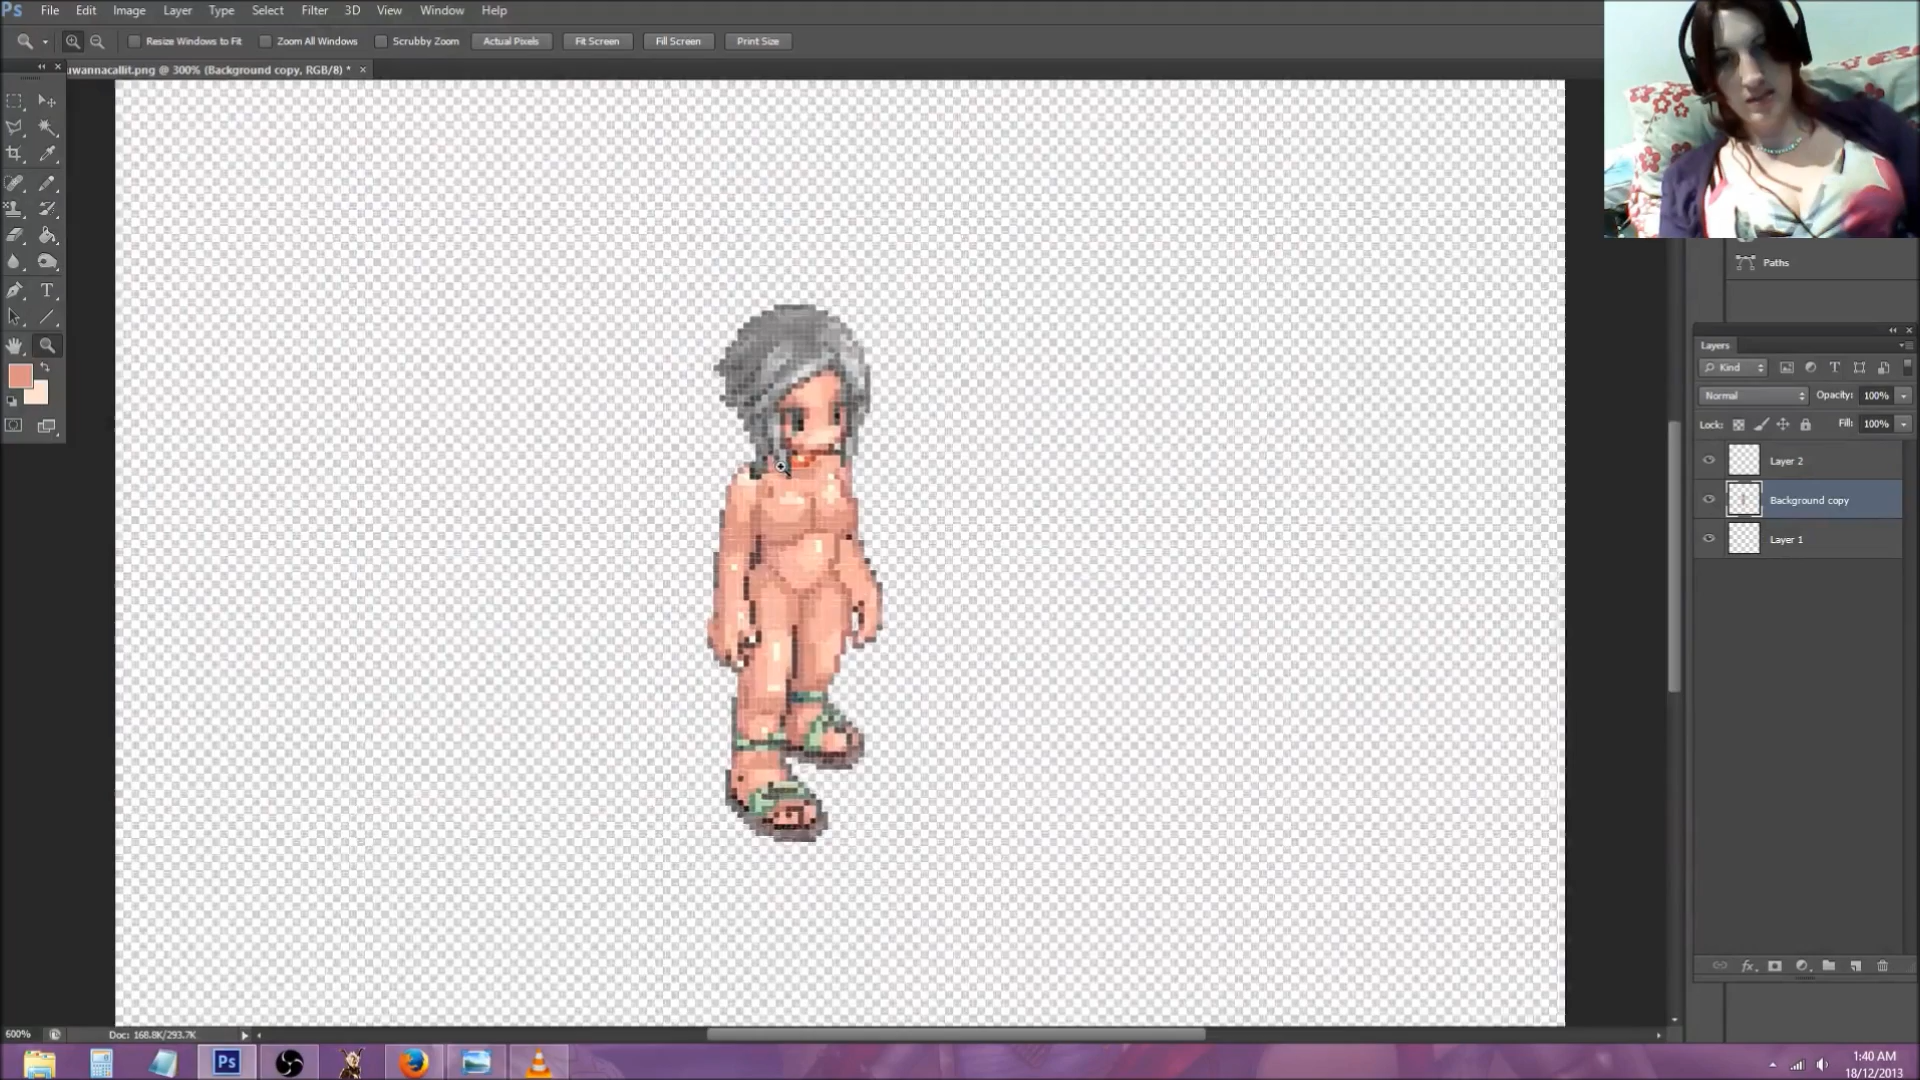 Ps File Edit Image Layer Type Select Filter 3D View Window Help
Resize Windows to Fit Zoom All Windows Scrubby Zoom Actual Pixels Fit Screen Fill Screen Print Size
uwannacallit.png @ 300% (Background copy, RGB/8) * ×
Paths
Layers
Kind
Normal Opacity: 100%
Lock: Fill: 100%
Layer 2
Background copy
Layer 1
600% Doc: 168.8K/293.7K
Ps
1:40 AM
18/12/2013